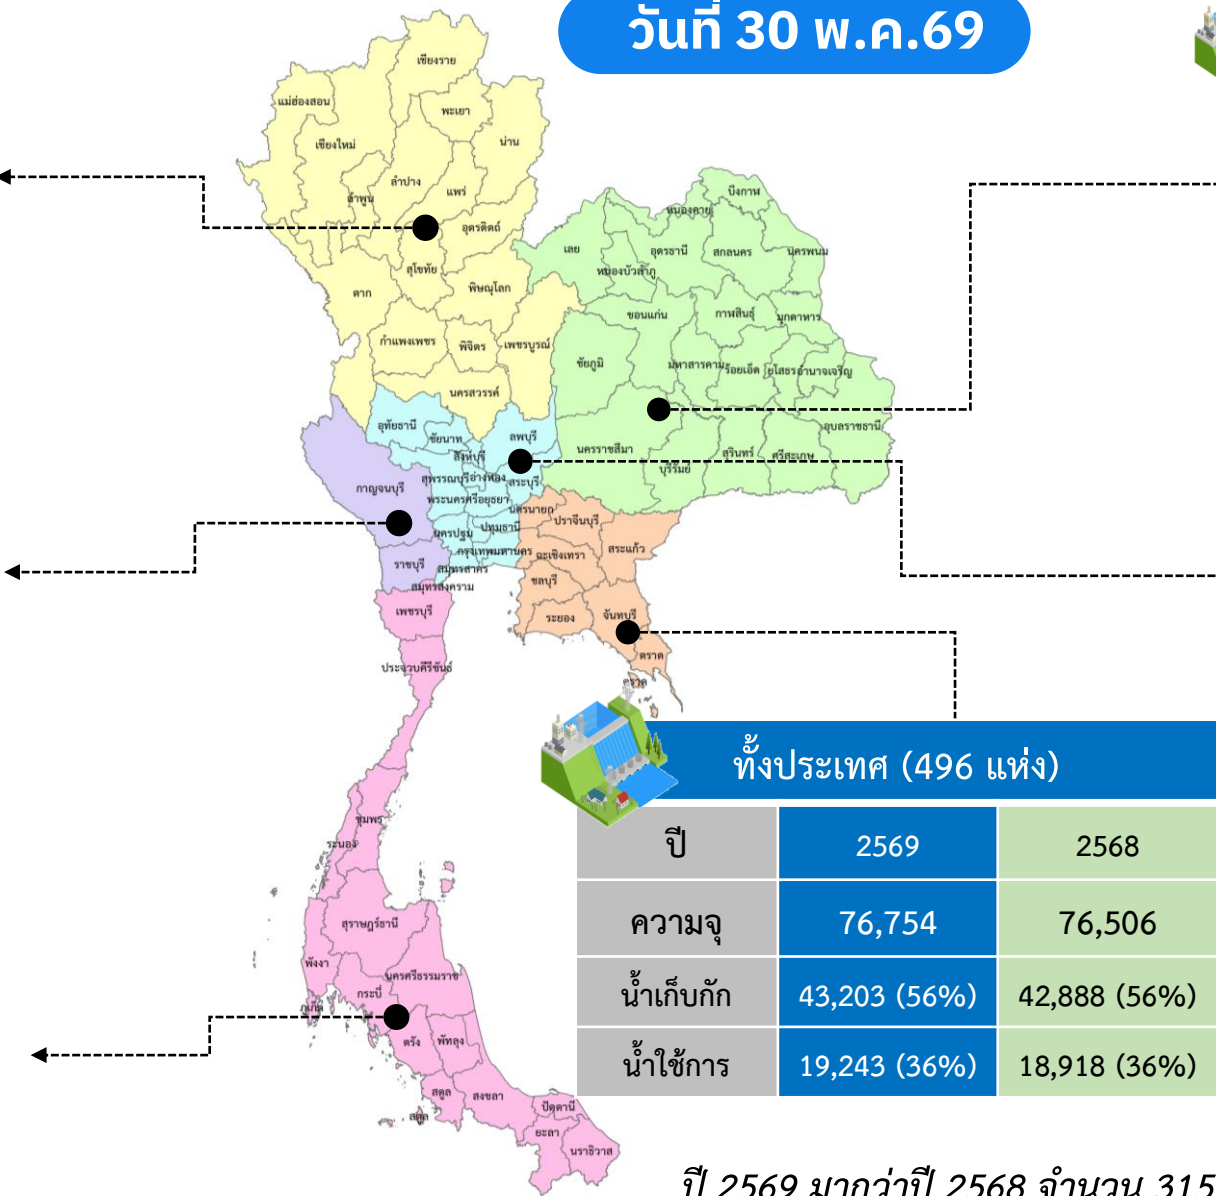 วันที่ 30 พ.ค.69
เชียงราย
แม่ฮ่องสอน
พะเยา
เชียงใหม่
น่าน
ลำปาง
แพร่
ลำพูน
อุตรดิตถ์
สุโขทัย
ตาก
พิษณุโลก
กำแพงเพชร
พิจิตร
เพชรบูรณ์
นครสวรรค์
บึงกาฬ
หนองคาย
เลย
อุดรธานี
สกลนคร
นครพนม
หนองบัวลำภู
ขอนแก่น
กาฬสินธุ์
มุกดาหาร
ชัยภูมิ
มหาสารคาม
ร้อยเอ็ด
ยโสธร
อำนาจเจริญ
อุบลราชธานี
นครราชสีมา
บุรีรัมย์
สุรินทร์
ศรีสะเกษ
อุทัยธานี
ชัยนาท
ลพบุรี
สิงห์บุรี
สุพรรณบุรี
อ่างทอง
สระบุรี
พระนครศรีอยุธยา
นครนายก
นครปฐม
ปทุมธานี
กรุงเทพมหานคร
สมุทรสาคร
สมุทรสงคราม
กาญจนบุรี
ราชบุรี
ปราจีนบุรี
ฉะเชิงเทรา
สระแก้ว
ชลบุรี
ระยอง
จันทบุรี
ตราด
ตราด
เพชรบุรี
ประจวบคีรีขันธ์
ชุมพร
ระนอง
สุราษฎร์ธานี
พังงา
นครศรีธรรมราช
กระบี่
ภูเก็ต
ตรัง
พัทลุง
สตูล
สตูล
สงขลา
ปัตตานี
ยะลา
นราธิวาส
ทั้งประเทศ (496 แห่ง)
ปี 2569 2568
ความจุ 76,754 76,506
น้ำเก็บกัก 43,203 (56%) 42,888 (56%)
น้ำใช้การ 19,243 (36%) 18,918 (36%)
ปี 2569 มากกว่าปี 2568 จำนวน 315